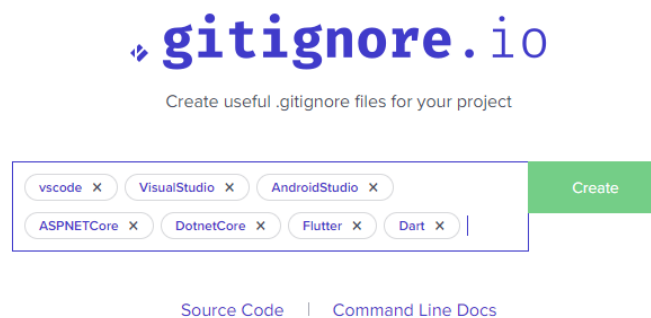 gitignore.io
Create useful .gitignore files for your project
vscode × VisualStudio × AndroidStudio ×
Create
ASPNETCore × DotnetCore × Flutter × Dart ×
Source Code | Command Line Docs